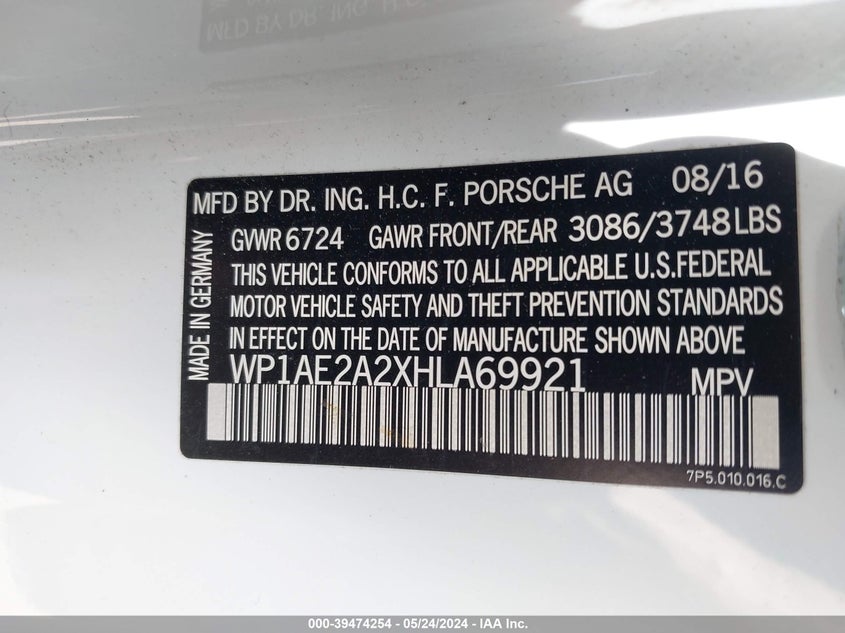 MFD BY DR. ING. H.C. F. PORSCHE AG 08/16
GVWR 6724 GAWR FRONT/REAR 3086/3748LBS
THIS VEHICLE CONFORMS TO ALL APPLICABLE U.S.FEDERAL
MOTOR VEHICLE SAFETY AND THEFT PREVENTION STANDARDS
IN EFFECT ON THE DATE OF MANUFACTURE SHOWN ABOVE
WP1AE2A2XHLA69921 MPV
MADE IN GERMANY
7P5.010.016.C
000-39474254 - 05/24/2024 - IAA Inc.